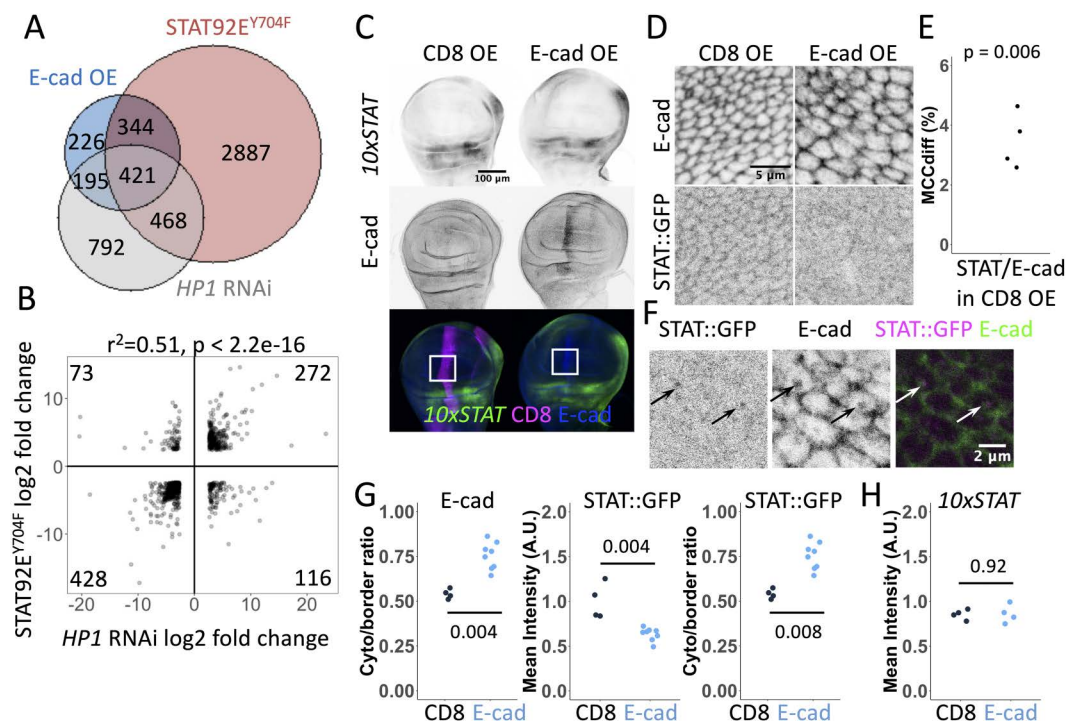 A
STAT92E^Y704F
E-cad OE
226
344
2887
195
421
468
792
HP1 RNAi
B
r²=0.51, p < 2.2e-16
73
272
428
116
10
0
-10
-20
-10
0
10
20
STAT92E^Y704F log2 fold change
HP1 RNAi log2 fold change
C
CD8 OE
E-cad OE
10xSTAT
100 µm
E-cad
10xSTAT CD8 E-cad
D
CD8 OE
E-cad OE
E-cad
5 µm
STAT::GFP
E
p = 0.006
6
4
2
0
MCCdiff (%)
STAT/E-cad
in CD8 OE
F
STAT::GFP
E-cad
STAT::GFP E-cad
2 µm
G
E-cad
Cyto/border ratio
1.00
0.75
0.50
0.25
0.00
0.004
CD8 E-cad
STAT::GFP
Mean Intensity (A.U.)
2.0
1.5
1.0
0.5
0.0
0.004
CD8 E-cad
STAT::GFP
Cyto/border ratio
1.00
0.75
0.50
0.25
0.00
0.008
CD8 E-cad
H
10xSTAT
Mean Intensity (A.U.)
2.0
1.5
1.0
0.5
0.0
0.92
CD8 E-cad